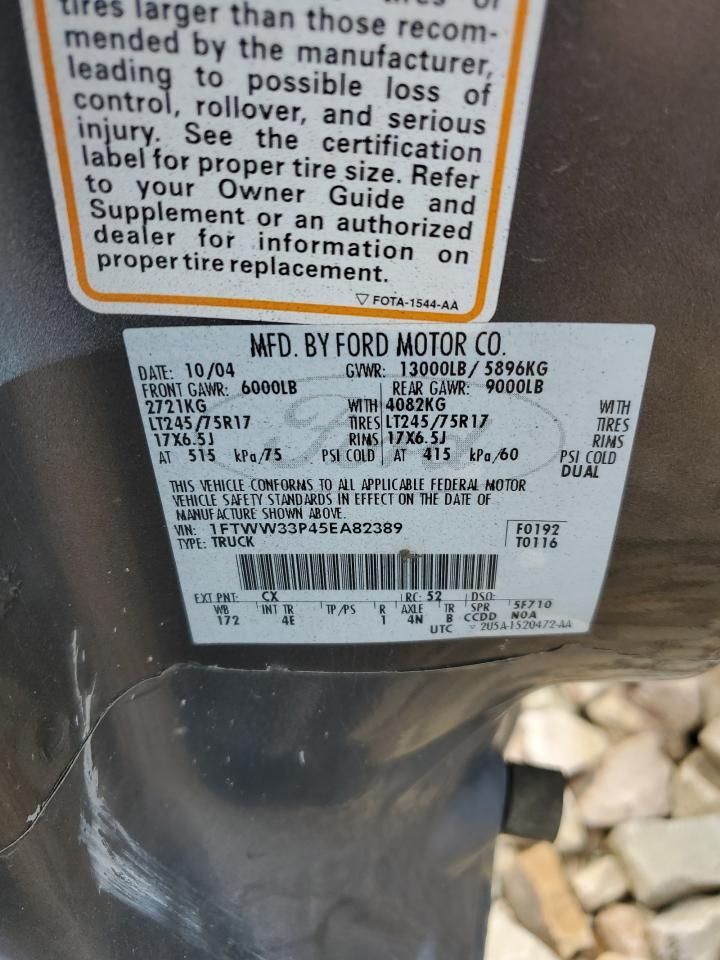 tires larger than those recom-
mended by the manufacturer,
leading to possible loss of
control, rollover, and serious
injury. See the certification
label for proper tire size. Refer
to your Owner Guide and
Supplement or an authorized
dealer for information on
proper tire replacement.
▽ FOTA-1544-AA
MFD. BY FORD MOTOR CO.
DATE: 10/04 GVWR: 13000LB/ 5896KG
FRONT GAWR: 6000LB REAR GAWR: 9000LB
2721KG WITH 4082KG WITH
LT245/75R17 TIRES LT245/75R17 TIRES
17X6.5J RIMS 17X6.5J RIMS
AT 515 kPa/75 PSI COLD AT 415 kPa/60 PSI COLD
DUAL
Ford
THIS VEHICLE CONFORMS TO ALL APPLICABLE FEDERAL MOTOR
VEHICLE SAFETY STANDARDS IN EFFECT ON THE DATE OF
MANUFACTURE SHOWN ABOVE.
VIN: 1FTWW33P45EA82389 F0192
TYPE: TRUCK T0116
EXT PNT: CX RC: 52 DSO:
WB INT TR TP/PS R AXLE TR SPR 5F710
172 4E 1 4N B CCDD N0A
UTC ▽ 2U5A-1520472-AA